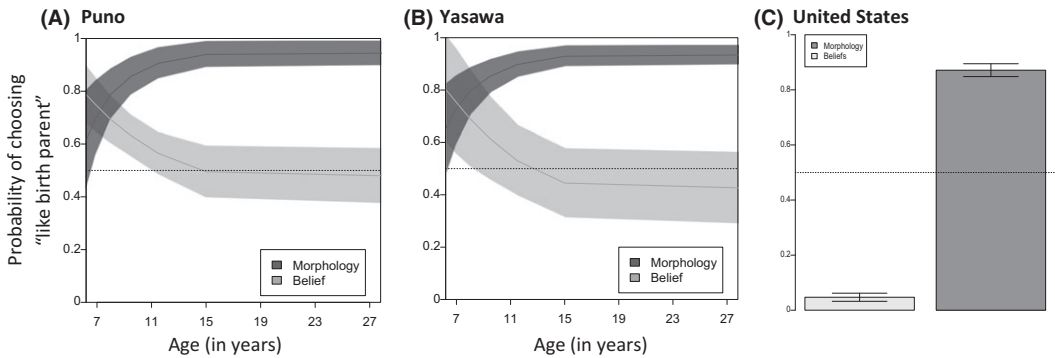 (A) Puno
Probability of choosing
“like birth parent”
1
0.8
0.6
0.4
0.2
0
Morphology
Belief
7 11 15 19 23 27
Age (in years)
(B) Yasawa
1
0.8
0.6
0.4
0.2
0
Morphology
Belief
7 11 15 19 23 27
Age (in years)
(C) United States
Morphology
Beliefs
1
0.8
0.6
0.4
0.2
0